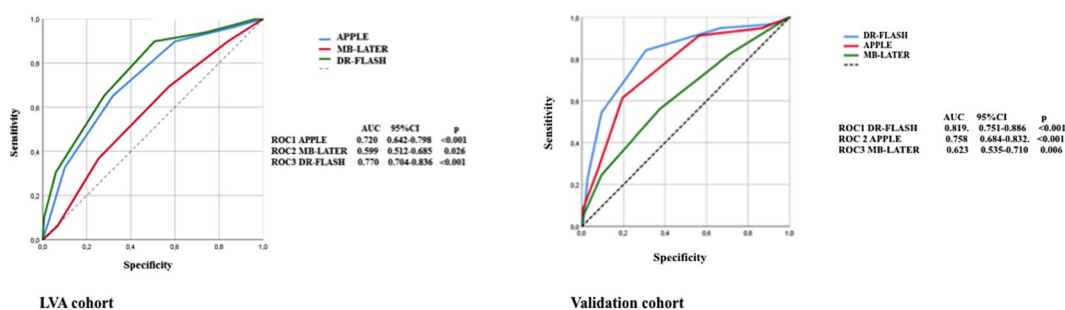 1,0
0,8
0,6
0,4
0,2
0,0
Sensitivity
0,0 0,2 0,4 0,6 0,8 1,0
Specificity
APPLE
MB-LATER
DR-FLASH
AUC 95%CI p
ROC1 APPLE 0.720 0.642-0.798 <0.001
ROC2 MB-LATER 0.599 0.512-0.685 0.026
ROC3 DR-FLASH 0.770 0.704-0.836 <0.001
LVA cohort
1,0
0,8
0,6
0,4
0,2
0,0
Sensitivity
0,0 0,2 0,4 0,6 0,8 1,0
Specificity
DR-FLASH
APPLE
MB-LATER
AUC 95%CI p
ROC1 DR-FLASH 0.819. 0.751-0.886 <0.001
ROC 2 APPLE 0.758 0.684-0.832. <0.001
ROC3 MB-LATER 0.623 0.535-0.710 0.006
Validation cohort